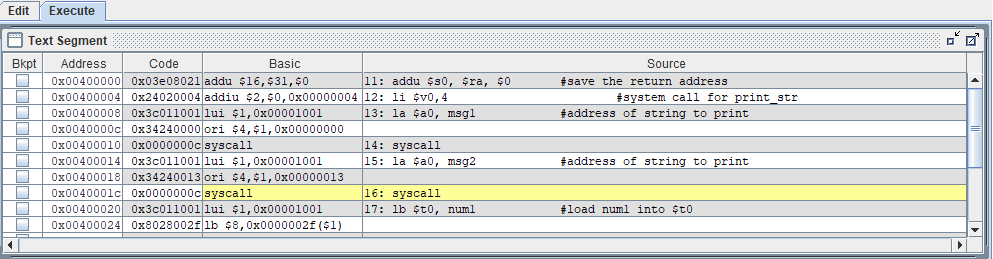 Edit Execute
Text Segment
Bkpt Address Code Basic Source
0x00400000 0x03e08021 addu $16,$31,$0 11: addu $s0, $ra, $0 #save the return address
0x00400004 0x24020004 addiu $2,$0,0x00000004 12: li $v0,4 #system call for print_str
0x00400008 0x3c011001 lui $1,0x00001001 13: la $a0, msg1 #address of string to print
0x0040000c 0x34240000 ori $4,$1,0x00000000
0x00400010 0x0000000c syscall 14: syscall
0x00400014 0x3c011001 lui $1,0x00001001 15: la $a0, msg2 #address of string to print
0x00400018 0x34240013 ori $4,$1,0x00000013
0x0040001c 0x0000000c syscall 16: syscall
0x00400020 0x3c011001 lui $1,0x00001001 17: lb $t0, num1 #load num1 into $t0
0x00400024 0x8028002f lb $8,0x0000002f($1)